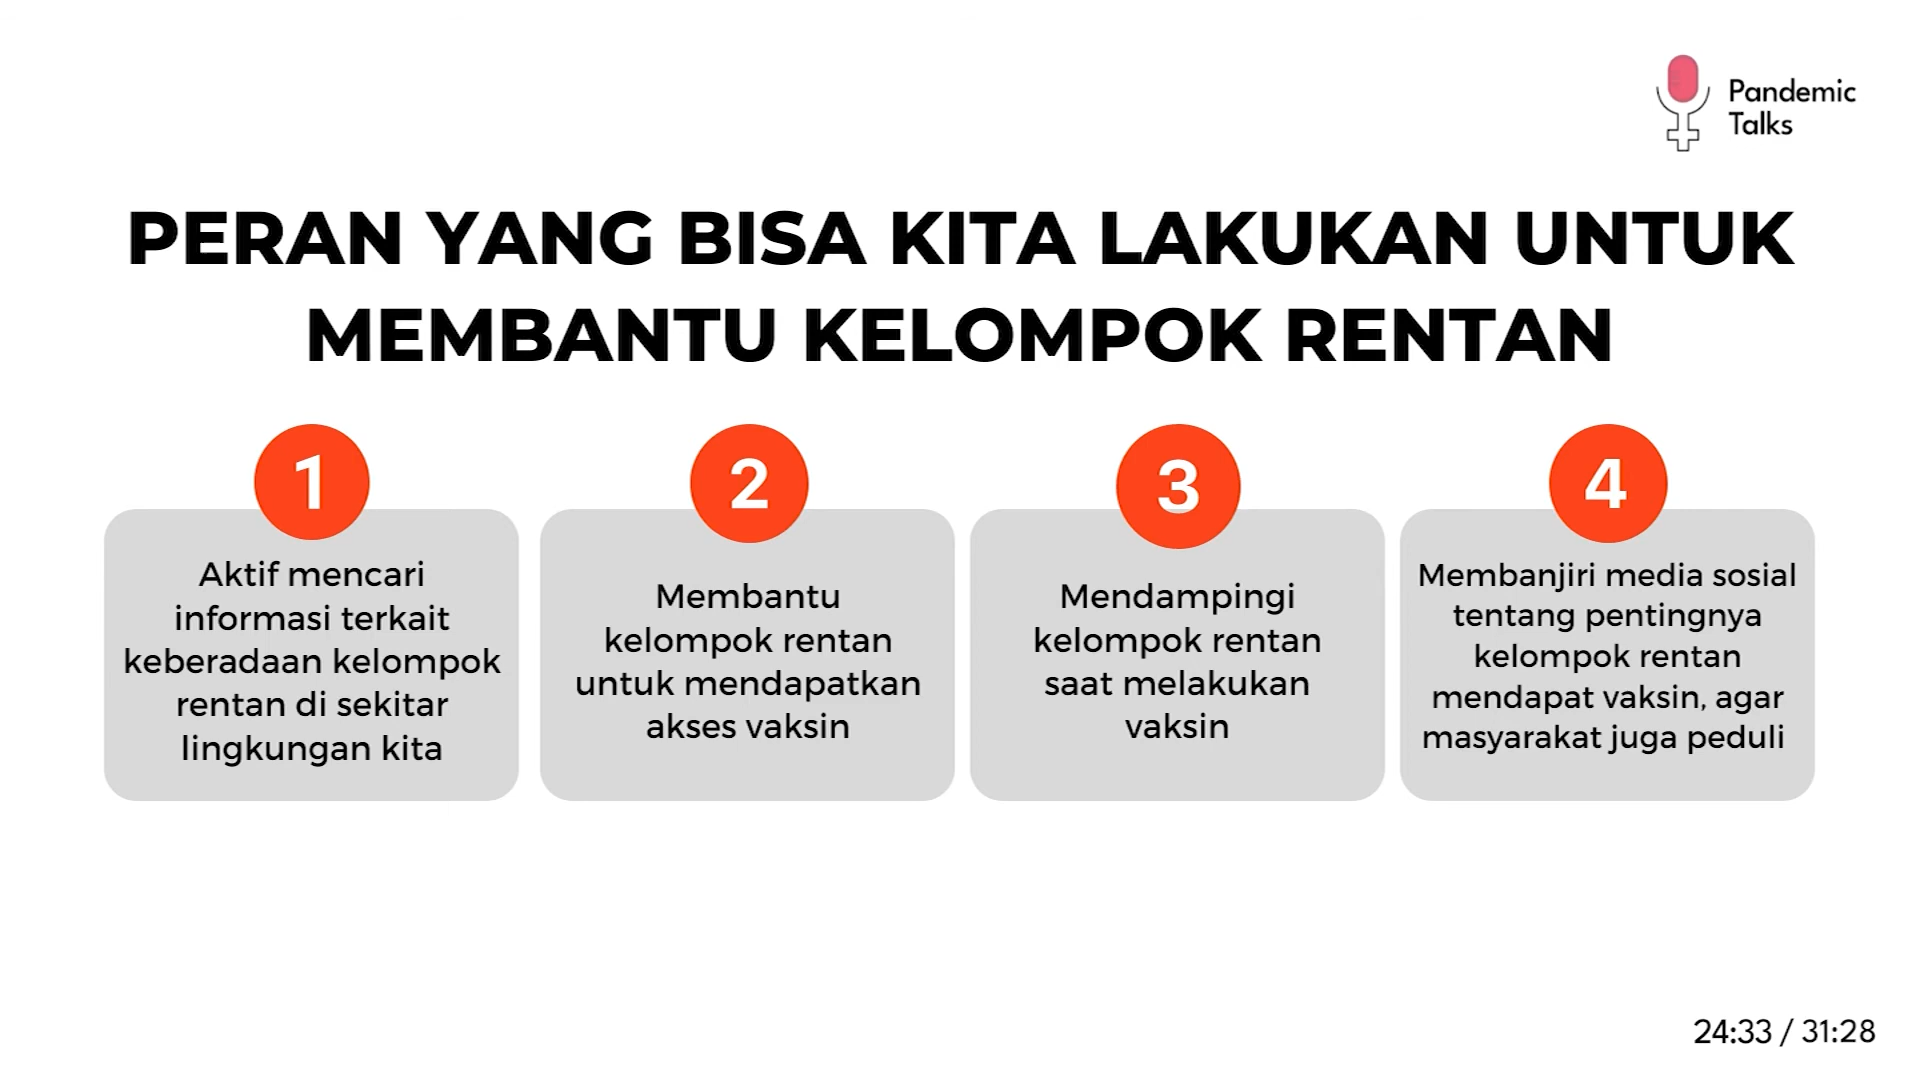 Pandemic
Talks
PERAN YANG BISA KITA LAKUKAN UNTUK
MEMBANTU KELOMPOK RENTAN
1
Aktif mencari
informasi terkait
keberadaan kelompok
rentan di sekitar
lingkungan kita
2
Membantu
kelompok rentan
untuk mendapatkan
akses vaksin
3
Mendampingi
kelompok rentan
saat melakukan
vaksin
4
Membanjiri media sosial
tentang pentingnya
kelompok rentan
mendapat vaksin, agar
masyarakat juga peduli
24:33 / 31:28